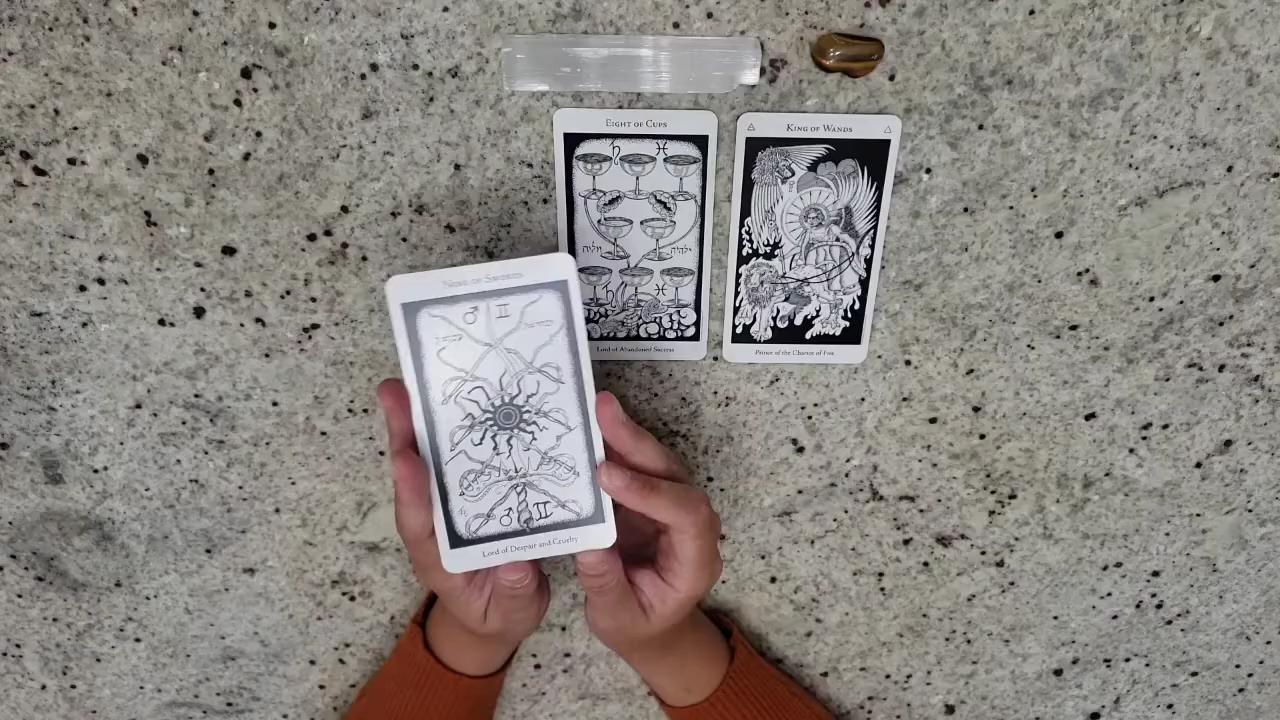 EIGHT OF CUPS
KING OF WANDS
ילהיה
Lord of Abandoned Success
Prince of the Chariot of Fire
NINE OF SWORDS
Lord of Despair and Cruelty